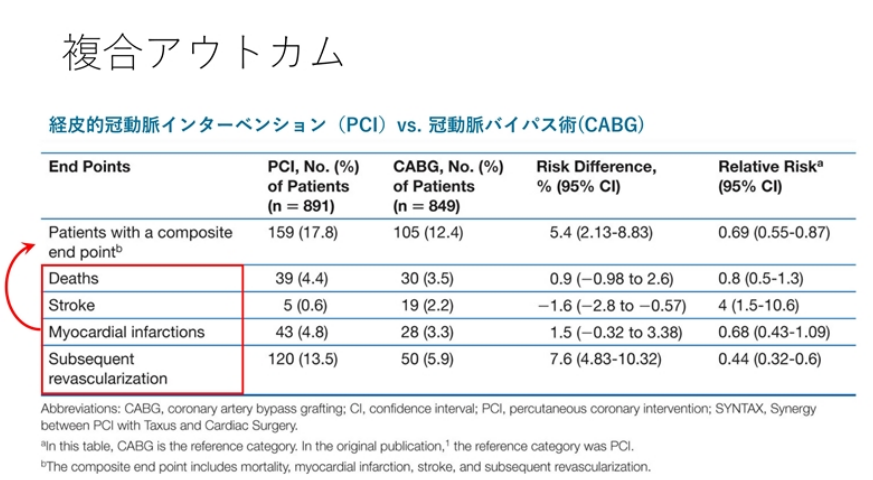 複合アウトカム
経皮的冠動脈インターベンション（PCI）vs. 冠動脈バイパス術(CABG)
End Points PCI, No. (%) of Patients (n = 891) CABG, No. (%) of Patients (n = 849) Risk Difference, % (95% CI) Relative Riskᵃ (95% CI)
Patients with a composite end pointᵇ 159 (17.8) 105 (12.4) 5.4 (2.13-8.83) 0.69 (0.55-0.87)
Deaths 39 (4.4) 30 (3.5) 0.9 (−0.98 to 2.6) 0.8 (0.5-1.3)
Stroke 5 (0.6) 19 (2.2) −1.6 (−2.8 to −0.57) 4 (1.5-10.6)
Myocardial infarctions 43 (4.8) 28 (3.3) 1.5 (−0.32 to 3.38) 0.68 (0.43-1.09)
Subsequent revascularization 120 (13.5) 50 (5.9) 7.6 (4.83-10.32) 0.44 (0.32-0.6)
Abbreviations: CABG, coronary artery bypass grafting; CI, confidence interval; PCI, percutaneous coronary intervention; SYNTAX, Synergy
between PCI with Taxus and Cardiac Surgery.
ᵃIn this table, CABG is the reference category. In the original publication,¹ the reference category was PCI.
ᵇThe composite end point includes mortality, myocardial infarction, stroke, and subsequent revascularization.